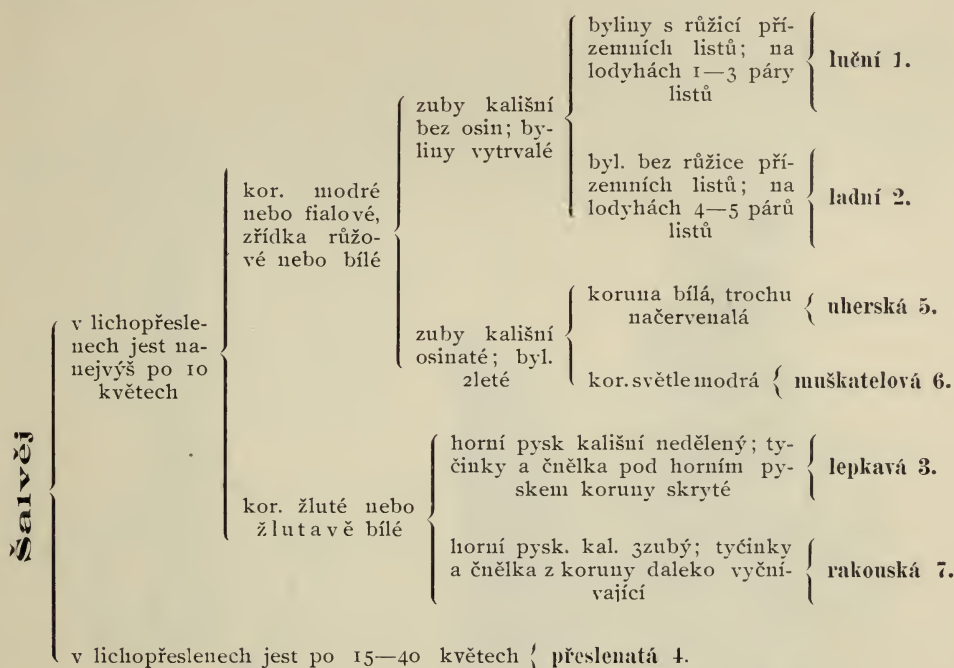 Šalvěj
v lichopřesle-
nech jest na-
nejvýš po 10
květech
kor. modré
nebo fialové,
zřídka růžo-
vé nebo bílé
zuby kališní
bez osin; by-
liny vytrvalé
byliny s růžicí pří-
zemních listů; na
lodyhách 1—3 páry
listů
luční 1.
byl. bez růžice pří-
zemních listů; na
lodyhách 4—5 párů
listů
ladní 2.
zuby kališní
osinaté; byl.
2leté
koruna bílá, trochu
načervenalá
uherská 5.
kor. světle modrá
muškatelová 6.
kor. žluté nebo
žlutavě bílé
horní pysk kališní nedělený; ty-
činky a čnělka pod horním py-
skem koruny skryté
lepkavá 3.
horní pysk. kal. 3zubý; tyčinky
a čnělka z koruny daleko vyční-
vající
rakouská 7.
v lichopřeslenech jest po 15—40 květech
přeslenatá 4.